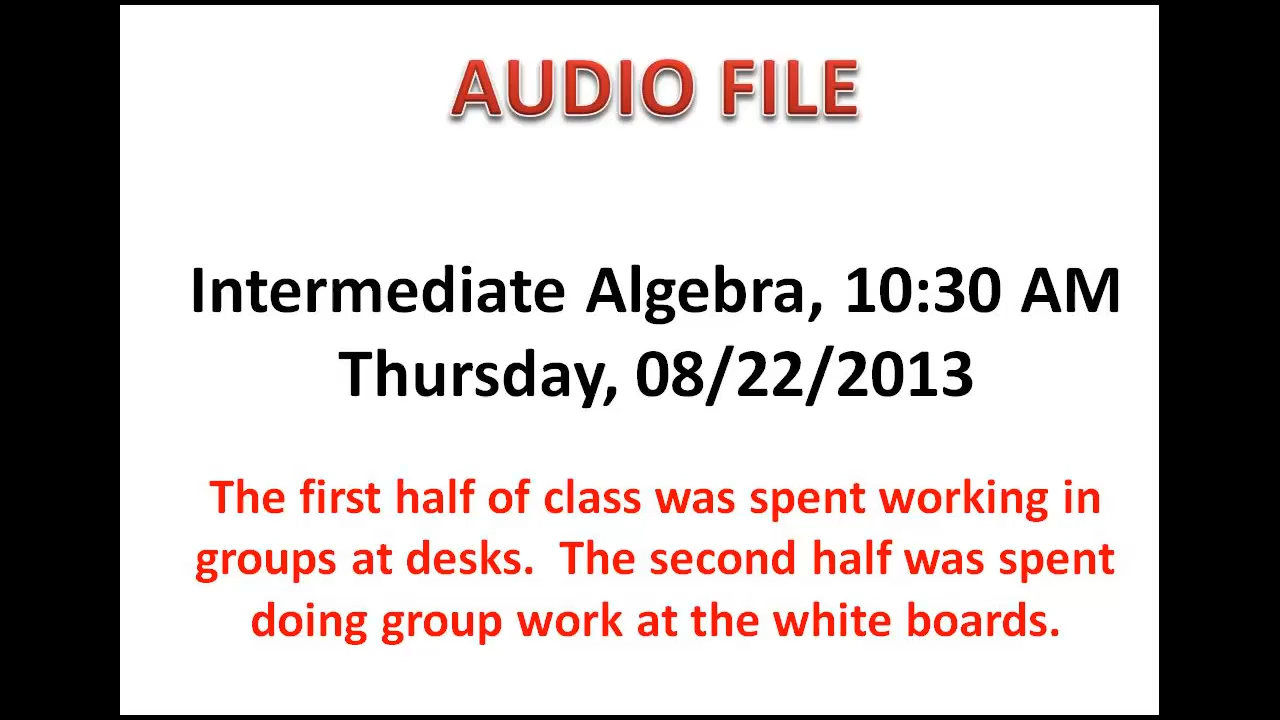 AUDIO FILE
Intermediate Algebra, 10:30 AM
Thursday, 08/22/2013
The first half of class was spent working in
groups at desks.  The second half was spent
doing group work at the white boards.